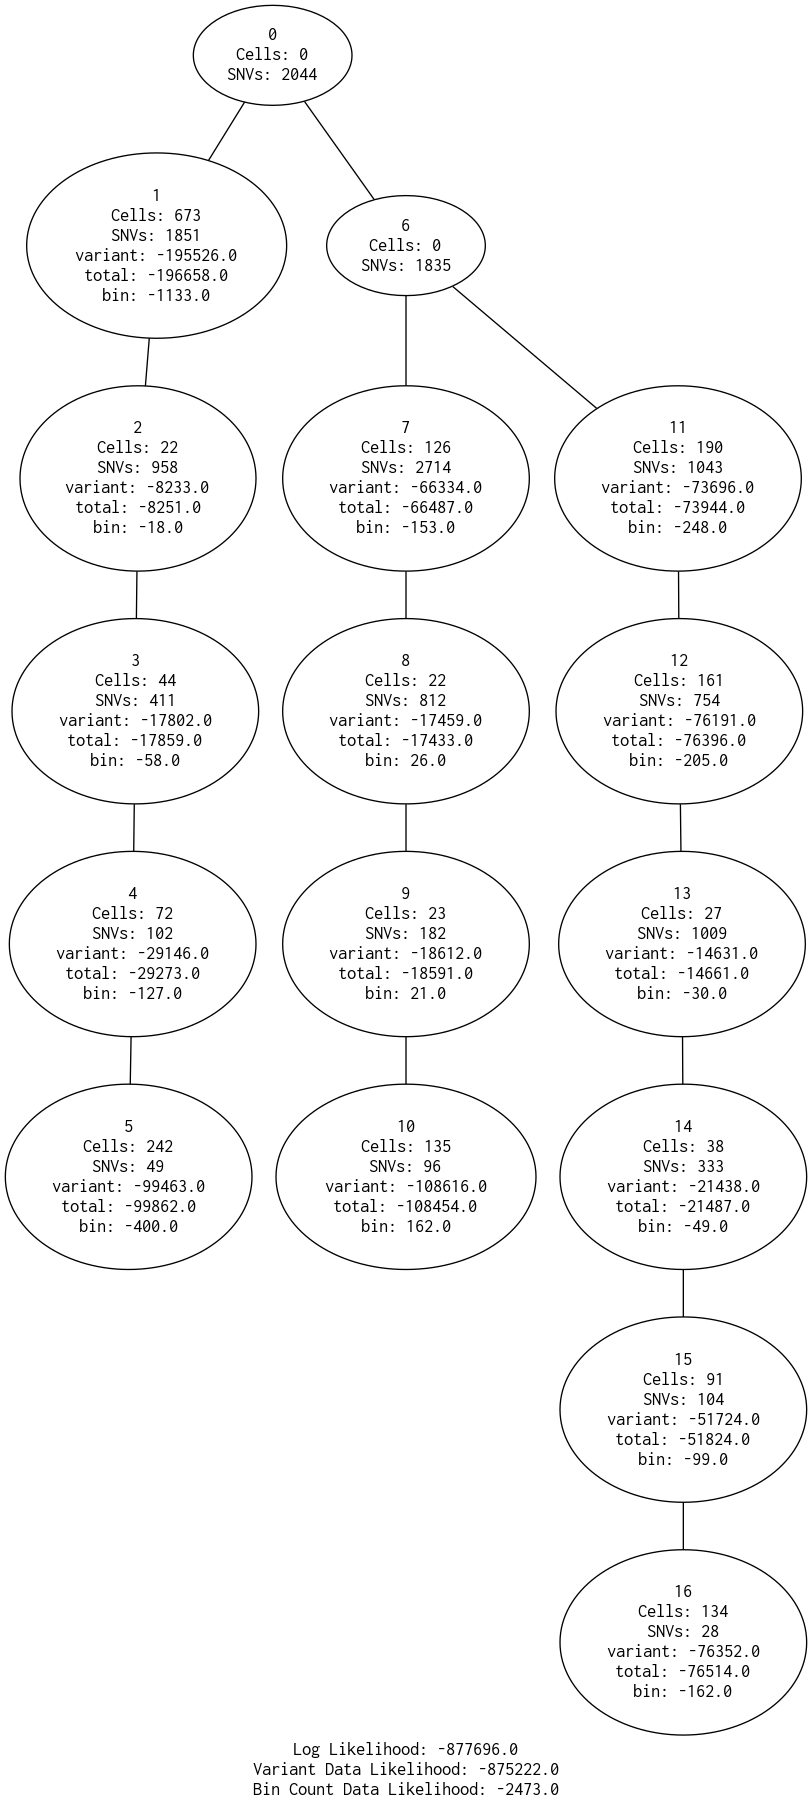 0
Cells: 0
SNVs: 2044
1
Cells: 673
SNVs: 1851
variant: -195526.0
total: -196658.0
bin: -1133.0
6
Cells: 0
SNVs: 1835
2
Cells: 22
SNVs: 958
variant: -8233.0
total: -8251.0
bin: -18.0
7
Cells: 126
SNVs: 2714
variant: -66334.0
total: -66487.0
bin: -153.0
11
Cells: 190
SNVs: 1043
variant: -73696.0
total: -73944.0
bin: -248.0
3
Cells: 44
SNVs: 411
variant: -17802.0
total: -17859.0
bin: -58.0
8
Cells: 22
SNVs: 812
variant: -17459.0
total: -17433.0
bin: 26.0
12
Cells: 161
SNVs: 754
variant: -76191.0
total: -76396.0
bin: -205.0
4
Cells: 72
SNVs: 102
variant: -29146.0
total: -29273.0
bin: -127.0
9
Cells: 23
SNVs: 182
variant: -18612.0
total: -18591.0
bin: 21.0
13
Cells: 27
SNVs: 1009
variant: -14631.0
total: -14661.0
bin: -30.0
5
Cells: 242
SNVs: 49
variant: -99463.0
total: -99862.0
bin: -400.0
10
Cells: 135
SNVs: 96
variant: -108616.0
total: -108454.0
bin: 162.0
14
Cells: 38
SNVs: 333
variant: -21438.0
total: -21487.0
bin: -49.0
15
Cells: 91
SNVs: 104
variant: -51724.0
total: -51824.0
bin: -99.0
16
Cells: 134
SNVs: 28
variant: -76352.0
total: -76514.0
bin: -162.0
Log Likelihood: -877696.0
Variant Data Likelihood: -875222.0
Bin Count Data Likelihood: -2473.0